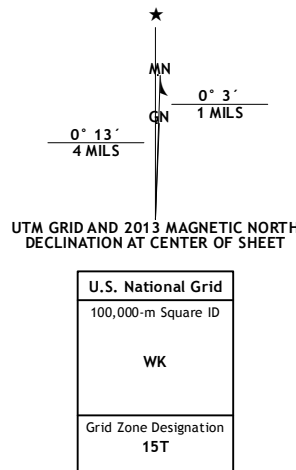 MN
0° 3´
1 MILS
GN
0° 13´
4 MILS
UTM GRID AND 2013 MAGNETIC NORTH
DECLINATION AT CENTER OF SHEET
U.S. National Grid
100,000-m Square ID
WK
Grid Zone Designation
15T